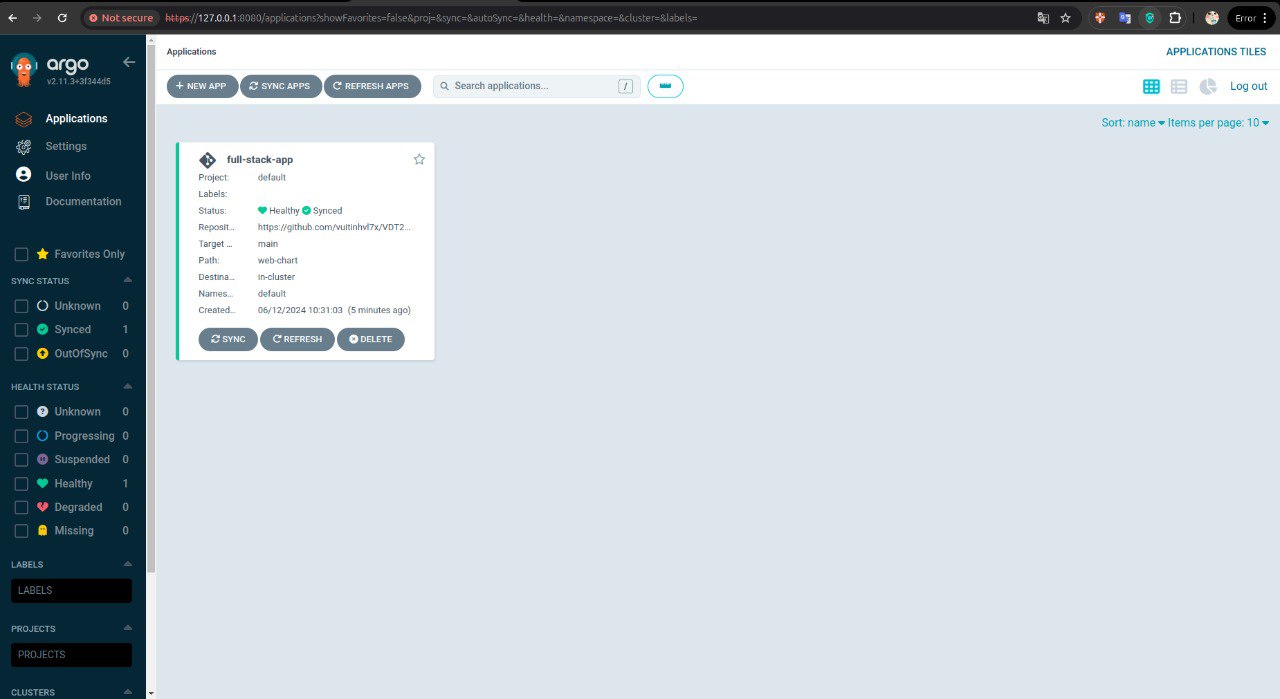 Not secure https://127.0.0.1:8080/applications?showFavorites=false&proj=&sync=&autoSync=&health=&namespace=&cluster=&labels= Error
argo
v2.11.3+3f344d5
Applications
Settings
User Info
Documentation
Favorites Only
SYNC STATUS
Unknown 0
Synced 1
OutOfSync 0
HEALTH STATUS
Unknown 0
Progressing 0
Suspended 0
Healthy 1
Degraded 0
Missing 0
LABELS
LABELS
PROJECTS
PROJECTS
CLUSTERS
Applications APPLICATIONS TILES
+ NEW APP SYNC APPS REFRESH APPS Search applications... / Log out
Sort: name Items per page: 10
full-stack-app
Project: default
Labels:
Status: Healthy Synced
Reposit... https://github.com/vuitinhvl7x/VDT2...
Target ... main
Path: web-chart
Destina... in-cluster
Names... default
Created... 06/12/2024 10:31:03 (5 minutes ago)
SYNC REFRESH DELETE